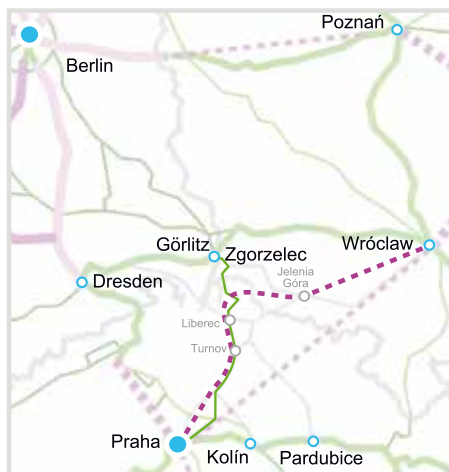 Poznań
Berlin
Görlitz
Zgorzelec
Wróclaw
Jelenia
Góra
Dresden
Liberec
Turnov
Praha
Kolín
Pardubice